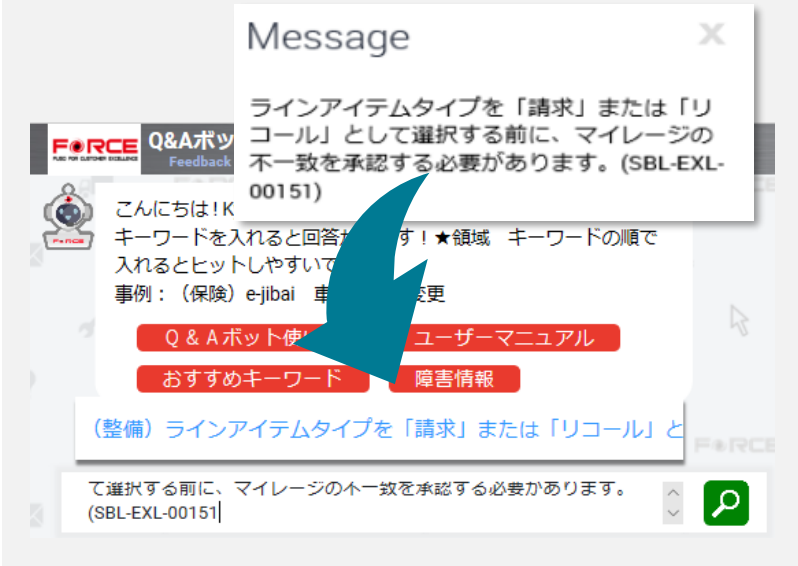 Message
ラインアイテムタイプを「請求」または「リ
コール」として選択する前に、マイレージの
不一致を承認する必要があります。(SBL-EXL-
00151)
FORCE
Q&Aボッ
Feedback
こんにちは!K
キーワードを入れると回答が す!★領域 キーワードの順で
入れるとヒットしやすいで
事例:(保険)e-jibai 車 変更
Q&Aボット使い
ユーザーマニュアル
おすすめキーワード
障害情報
(整備)ラインアイテムタイプを「請求」または「リコール」と
て選択する前に、マイレージの不一致を承認する必要があります。
(SBL-EXL-00151